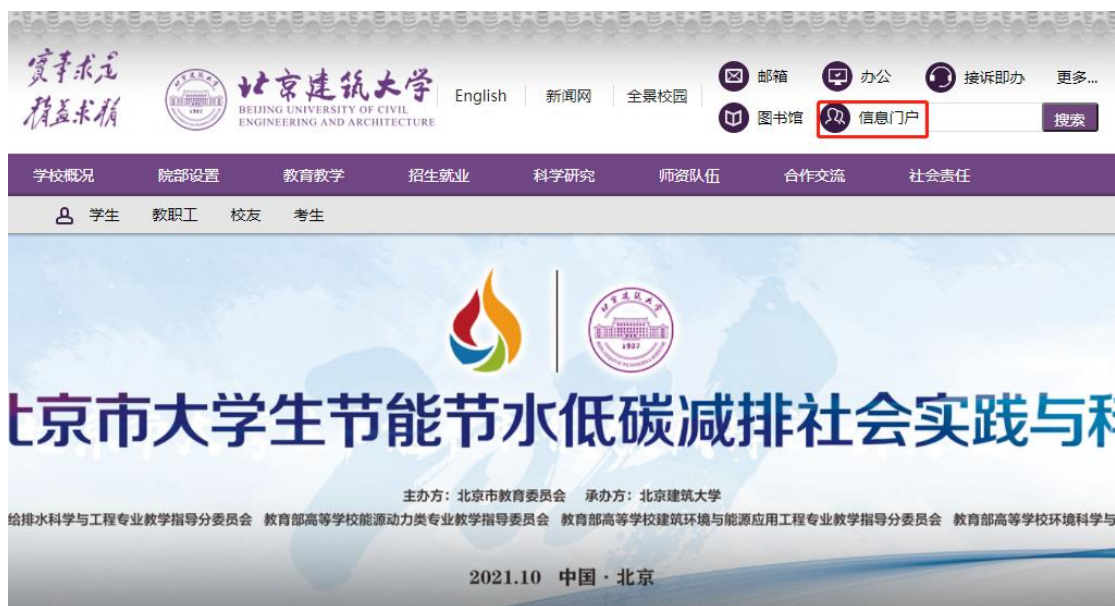 實事求是
精益求精
北京建筑大学
BEIJING UNIVERSITY OF CIVIL
ENGINEERING AND ARCHITECTURE
English 新闻网 全景校园
邮箱 办公 接诉即办 更多...
图书馆 信息门户 搜索
学校概况 院部设置 教育教学 招生就业 科学研究 师资队伍 合作交流 社会责任
学生 教职工 校友 考生
北京建筑大学
1907
北京市大学生节能节水低碳减排社会实践与科
主办方：北京市教育委员会 承办方：北京建筑大学
给排水科学与工程专业教学指导分委员会 教育部高等学校能源动力类专业教学指导委员会 教育部高等学校建筑环境与能源应用工程专业教学指导分委员会 教育部高等学校环境科学与
2021.10 中国·北京